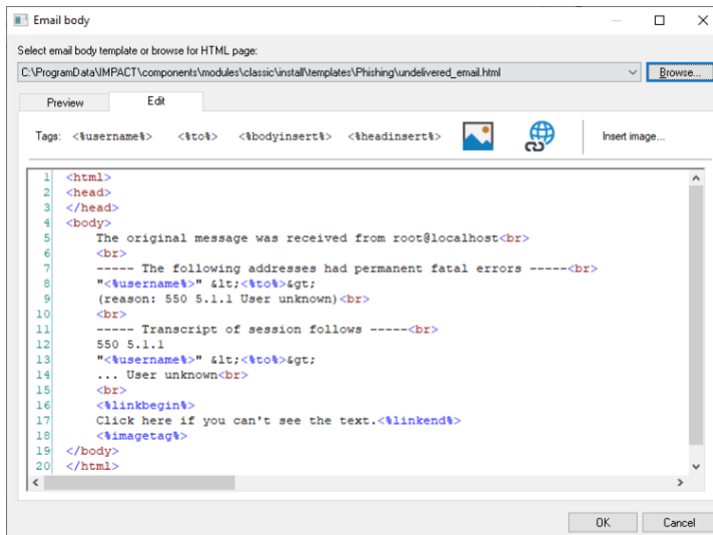 Email body
Select email body template or browse for HTML page:
C:\ProgramData\IMPACT\components\modules\classic\install\templates\Phishing\undelivered_email.html
Browse...
Preview Edit
Tags: <%username%> <%to%> <%bodyinsert%> <%headinsert%> Insert image...
1 <html>
2 <head>
3 </head>
4 <body>
5 The original message was received from root@localhost<br>
6 <br>
7 ----- The following addresses had permanent fatal errors -----<br>
8 "<%username%>" &lt;<%to%>&gt;
9 (reason: 550 5.1.1 User unknown)<br>
10 <br>
11 ----- Transcript of session follows -----<br>
12 550 5.1.1
13 "<%username%>" &lt;<%to%>&gt;
14 ... User unknown<br>
15 <br>
16 <%linkbegin%>
17 Click here if you can't see the text.<%linkend%>
18 <%imagetag%>
19 </body>
20 </html>
OK Cancel